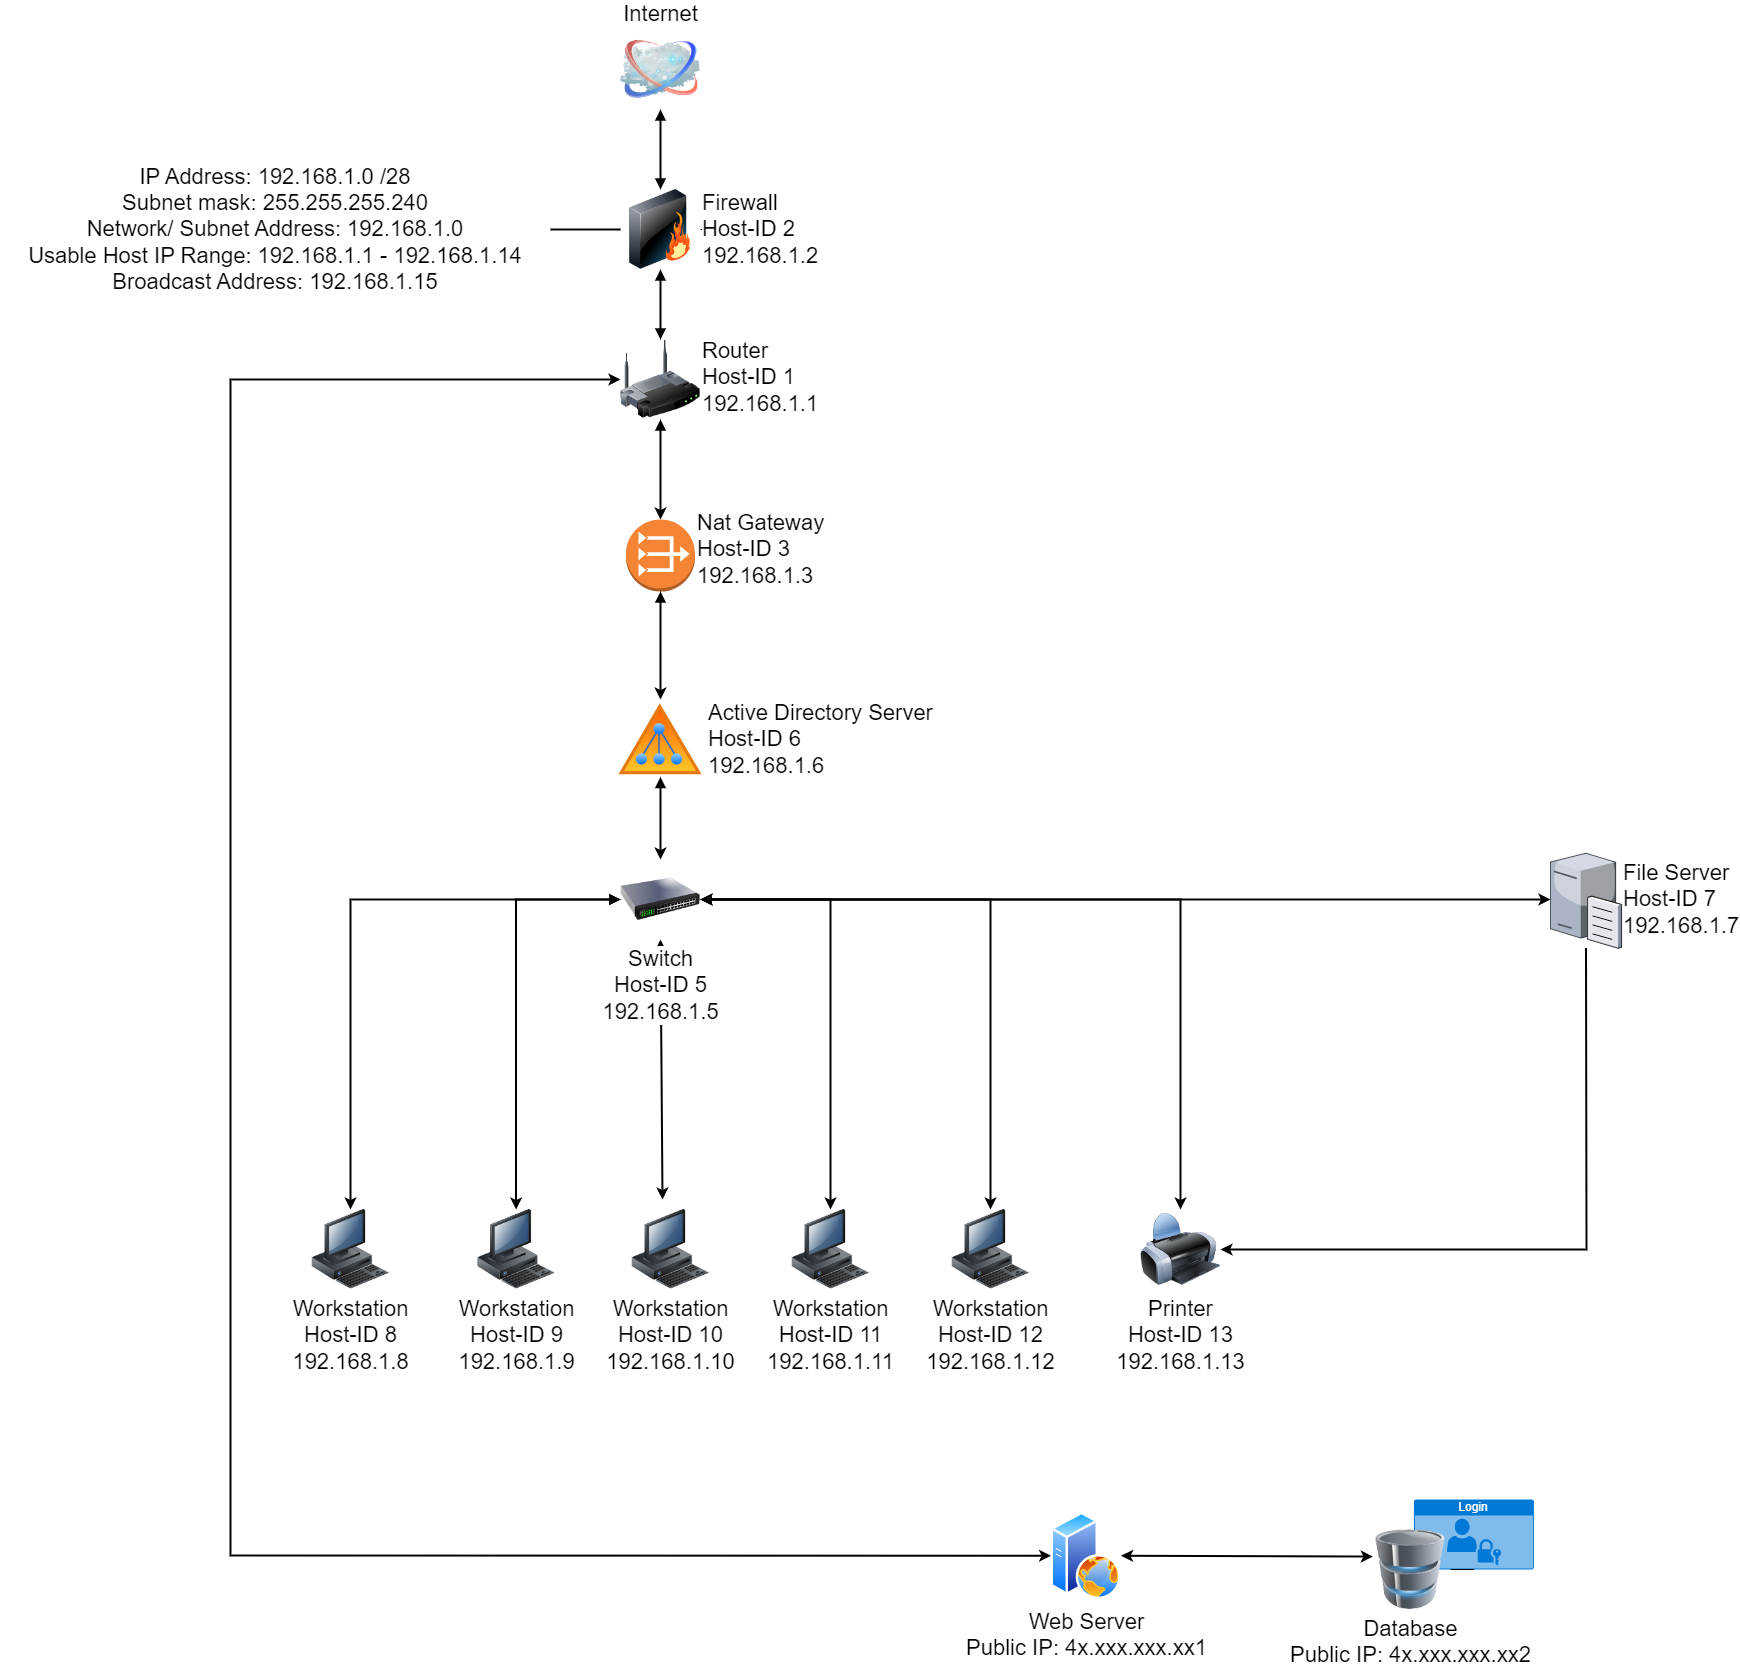 Internet
IP Address: 192.168.1.0 /28
Subnet mask: 255.255.255.240
Network/ Subnet Address: 192.168.1.0
Usable Host IP Range: 192.168.1.1 - 192.168.1.14
Broadcast Address: 192.168.1.15
Firewall
Host-ID 2
192.168.1.2
Router
Host-ID 1
192.168.1.1
Nat Gateway
Host-ID 3
192.168.1.3
Active Directory Server
Host-ID 6
192.168.1.6
File Server
Host-ID 7
192.168.1.7
Switch
Host-ID 5
192.168.1.5
Workstation
Host-ID 8
192.168.1.8
Workstation
Host-ID 9
192.168.1.9
Workstation
Host-ID 10
192.168.1.10
Workstation
Host-ID 11
192.168.1.11
Workstation
Host-ID 12
192.168.1.12
Printer
Host-ID 13
192.168.1.13
Login
Web Server
Public IP: 4x.xxx.xxx.xx1
Database
Public IP: 4x.xxx.xxx.xx2